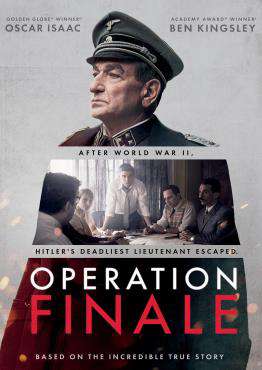 GOLDEN GLOBE® WINNER
OSCAR ISAAC
ACADEMY AWARD® WINNER
BEN KINGSLEY
AFTER WORLD WAR II,
HITLER'S DEADLIEST LIEUTENANT ESCAPED.
OPERATION
FINALE
BASED ON THE INCREDIBLE TRUE STORY